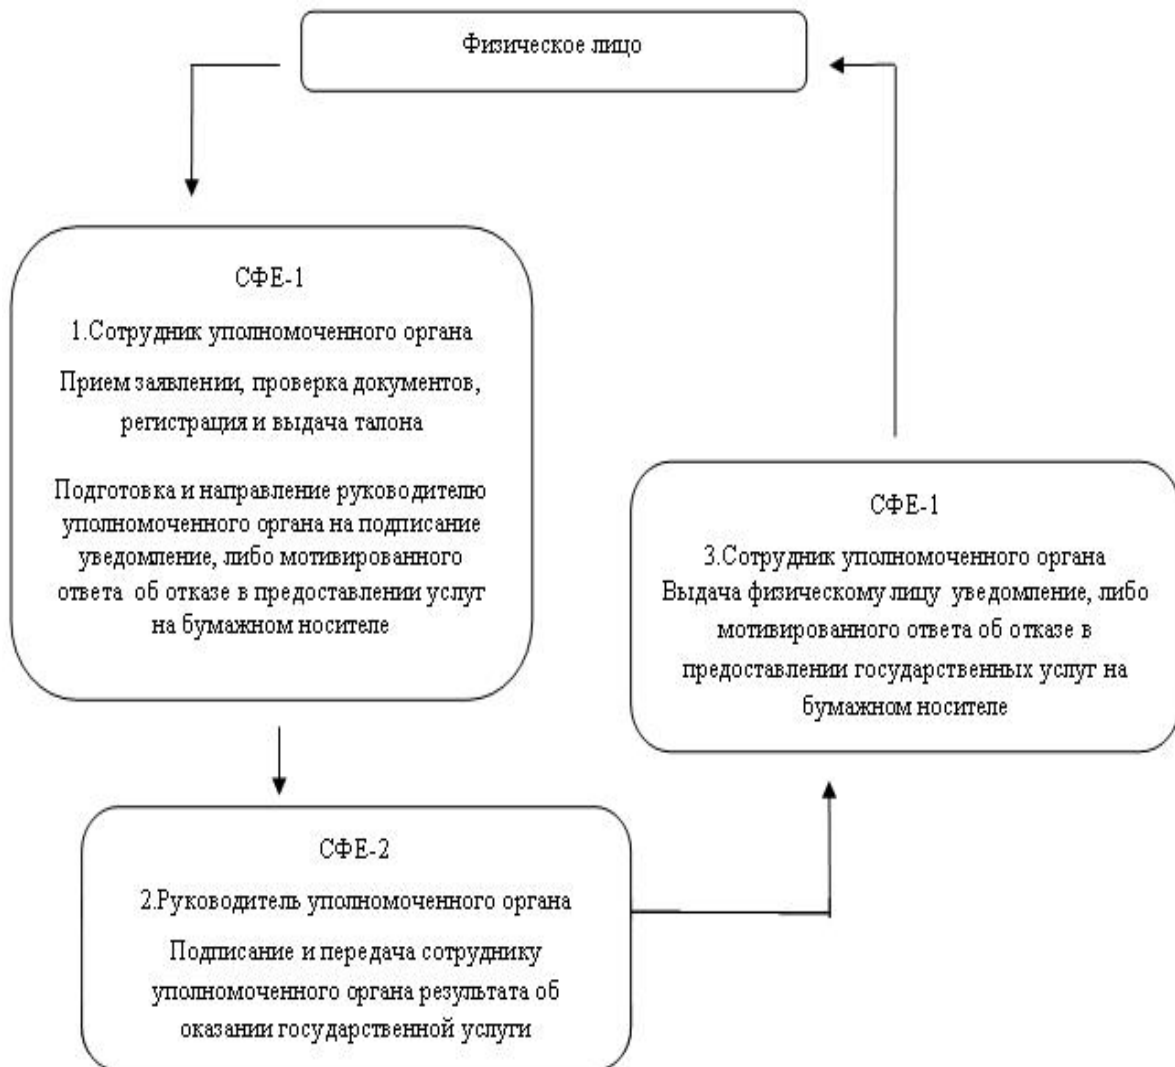 Физическое лицо
СФЕ-1
1.Сотрудник уполномоченного органа
Прием заявлении, проверка документов,
регистрация и выдача талона
Подготовка и направление руководителю
уполномоченного органа на подписание
уведомление, либо мотивированного
ответа об отказе в предоставлении услуг
на бумажном носителе
СФЕ-2
2.Руководитель уполномоченного органа
Подписание и передача сотруднику
уполномоченного органа результата об
оказании государственной услуги
СФЕ-1
3.Сотрудник уполномоченного органа
Выдача физическому лицу уведомление, либо
мотивированного ответа об отказе в
предоставлении государственных услуг на
бумажном носителе